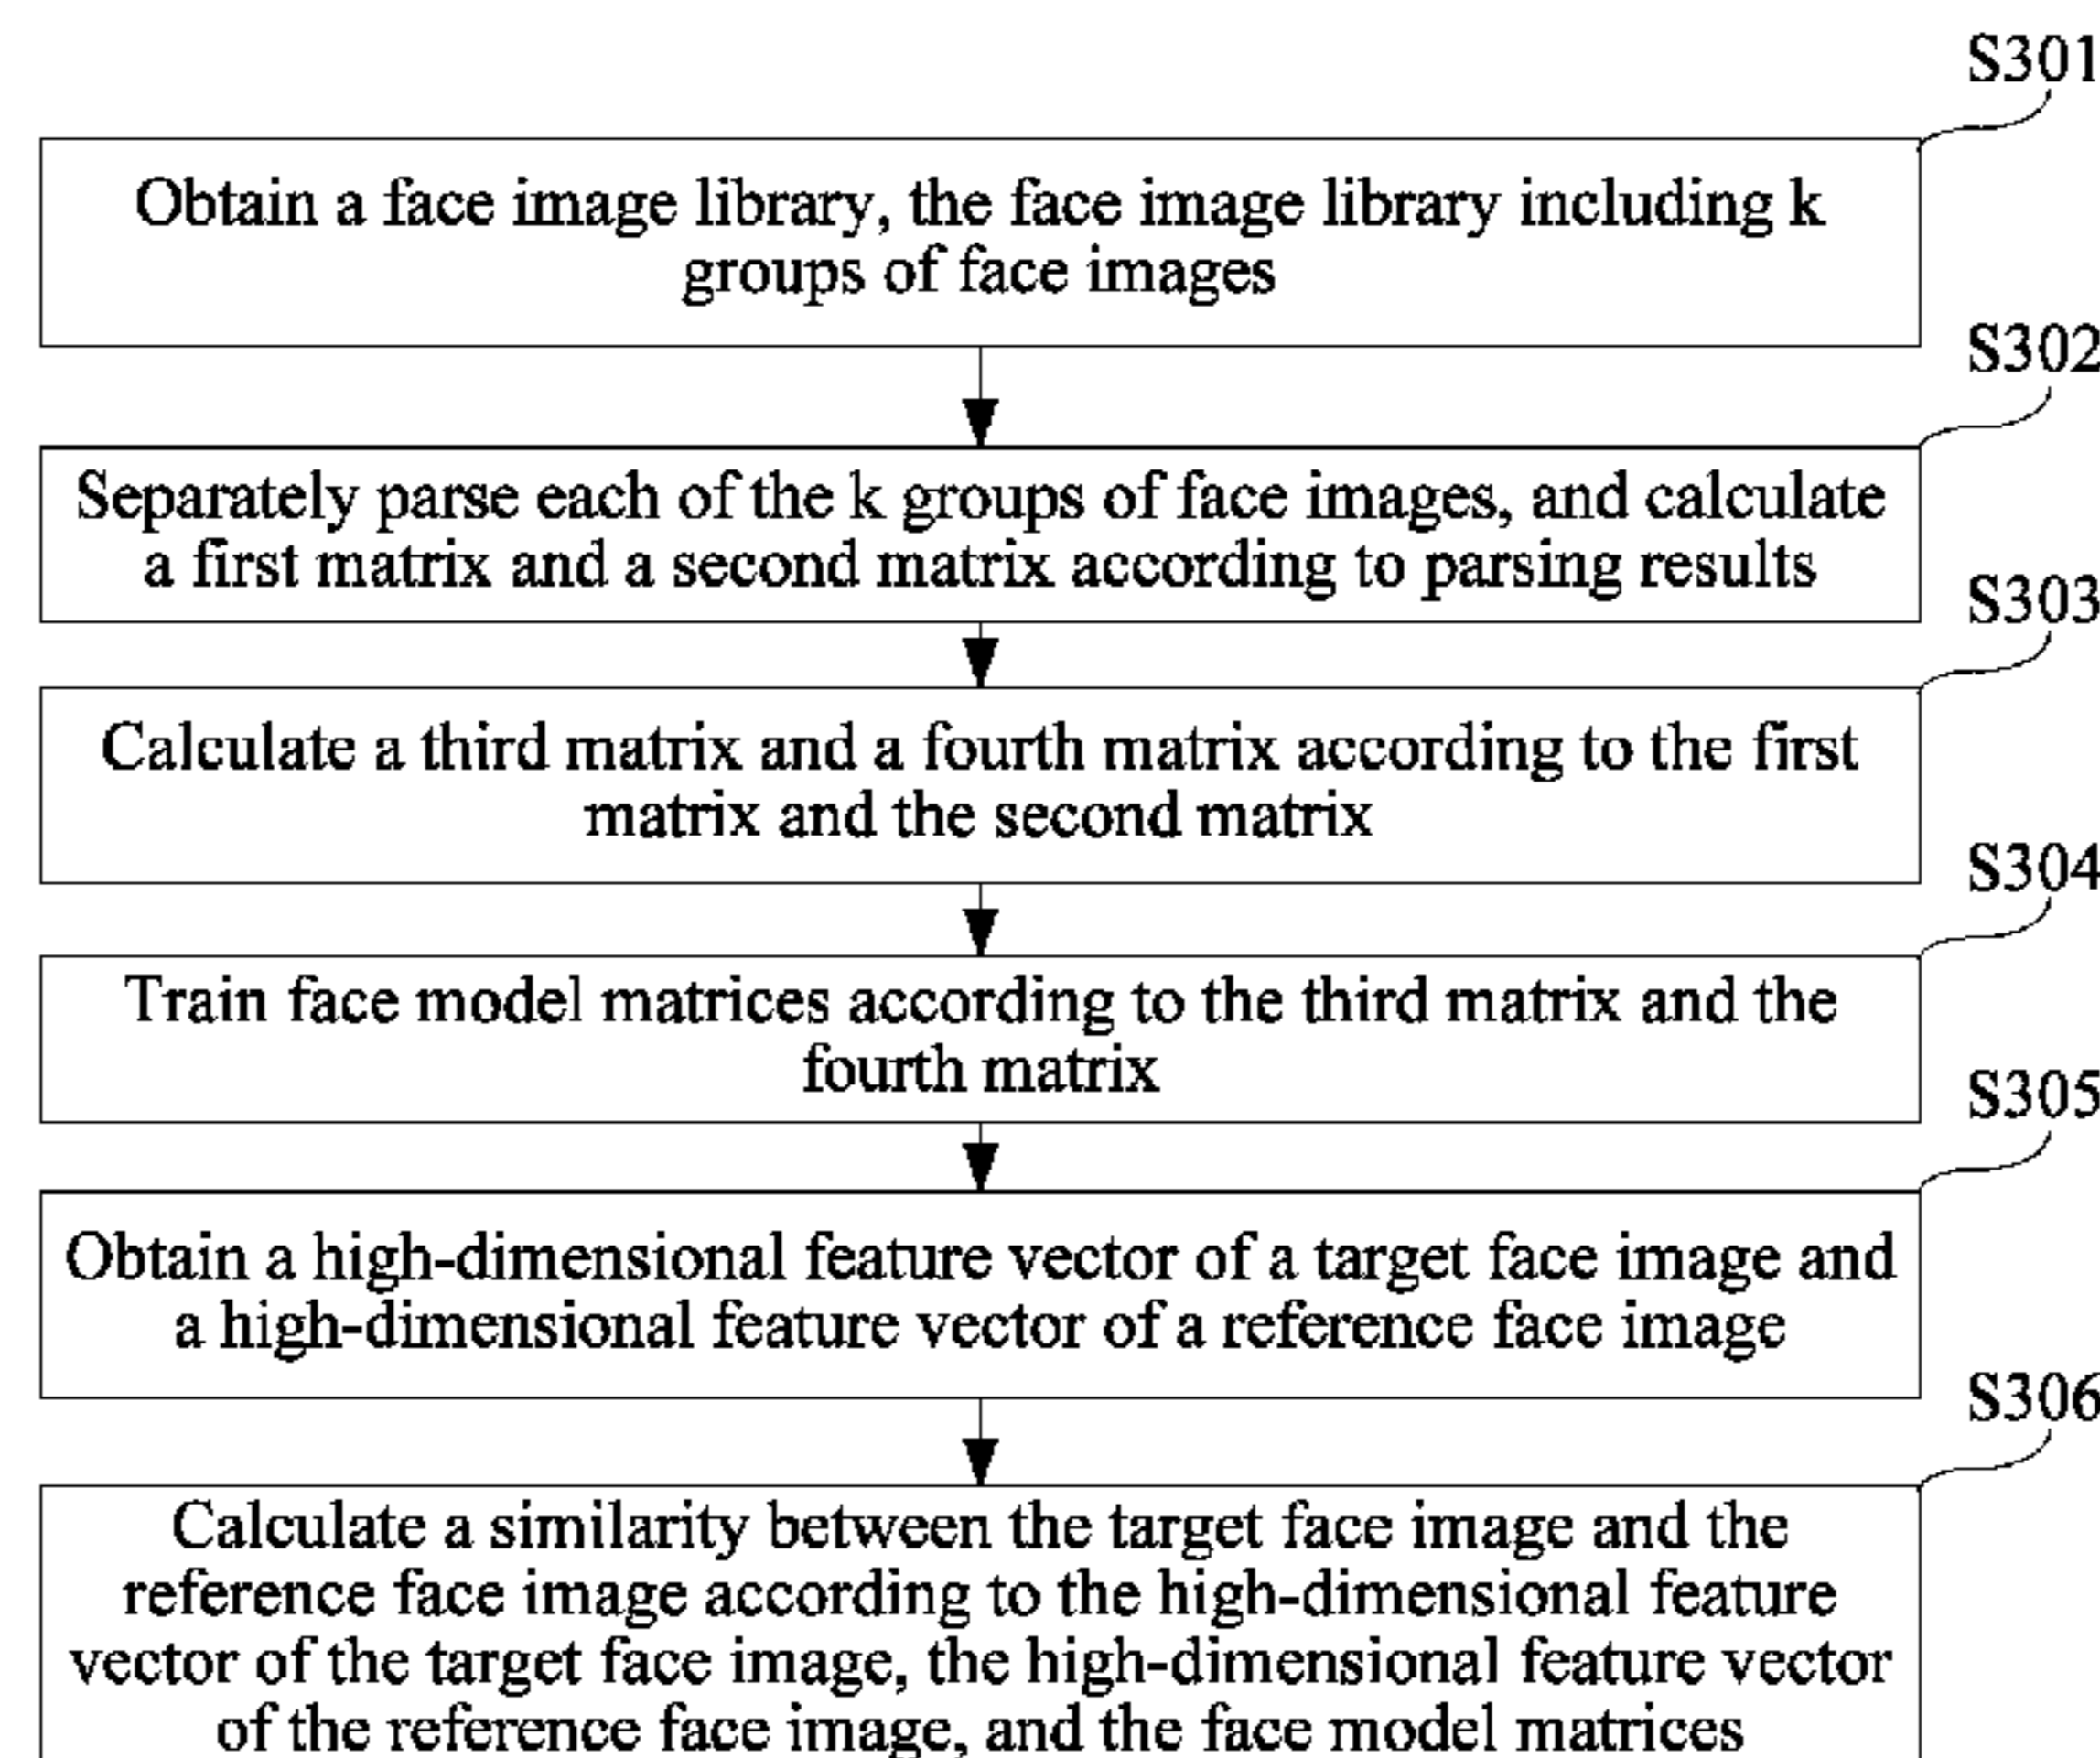 S301
Obtain a face image library, the face image library including k
groups of face images
S302
Separately parse each of the k groups of face images, and calculate
a first matrix and a second matrix according to parsing results
S303
Calculate a third matrix and a fourth matrix according to the first
matrix and the second matrix
S304
Train face model matrices according to the third matrix and the
fourth matrix
S305
Obtain a high-dimensional feature vector of a target face image and
a high-dimensional feature vector of a reference face image
S306
Calculate a similarity between the target face image and the
reference face image according to the high-dimensional feature
vector of the target face image, the high-dimensional feature vector
of the reference face image, and the face model matrices